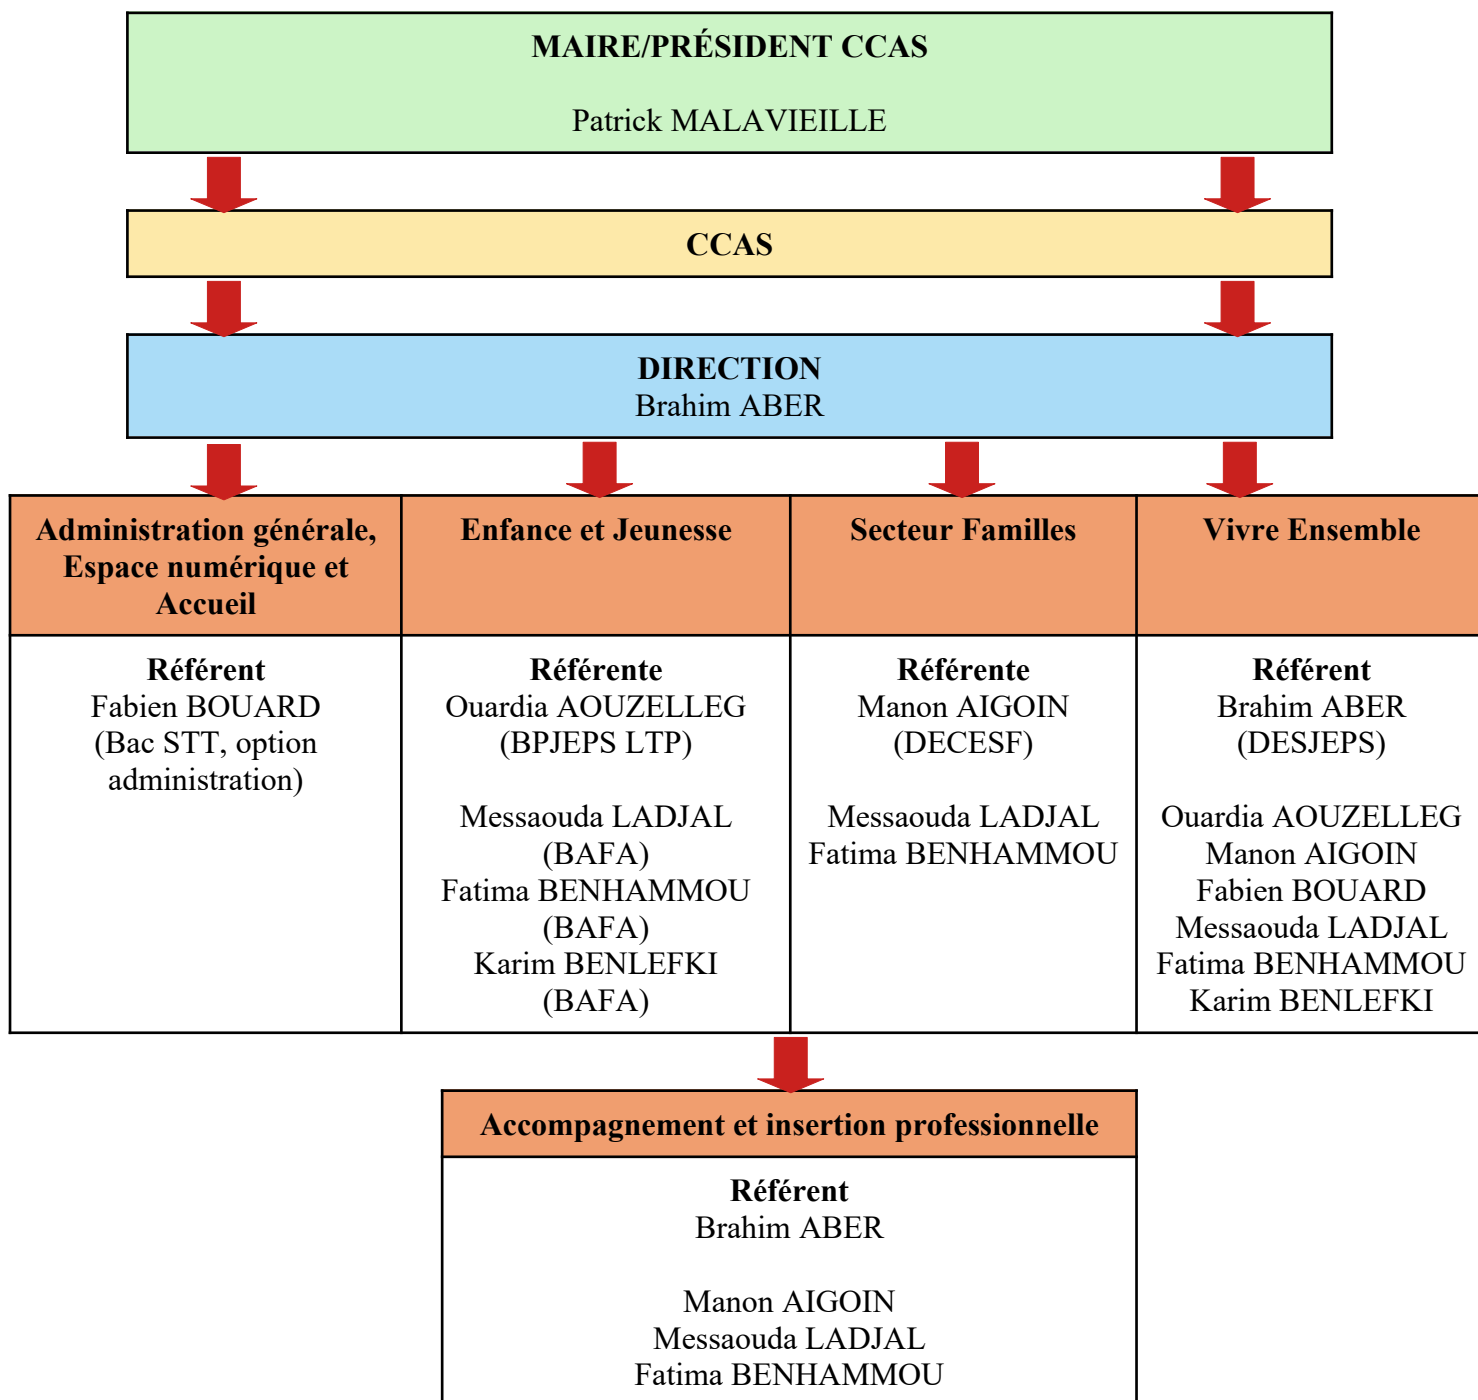 MAIRE/PRÉSIDENT CCAS
Patrick MALAVIEILLE
CCAS
DIRECTION
Brahim ABER
Administration générale,
Espace numérique et
Accueil
Référent
Fabien BOUARD
(Bac STT, option
administration)
Enfance et Jeunesse
Référente
Ouardia AOUZELLEG
(BPJEPS LTP)
Messaouda LADJAL
(BAFA)
Fatima BENHAMMOU
(BAFA)
Karim BENLEFKI
(BAFA)
Secteur Familles
Référente
Manon AIGOIN
(DECESF)
Messaouda LADJAL
Fatima BENHAMMOU
Vivre Ensemble
Référent
Brahim ABER
(DESJEPS)
Ouardia AOUZELLEG
Manon AIGOIN
Fabien BOUARD
Messaouda LADJAL
Fatima BENHAMMOU
Karim BENLEFKI
Accompagnement et insertion professionnelle
Référent
Brahim ABER
Manon AIGOIN
Messaouda LADJAL
Fatima BENHAMMOU